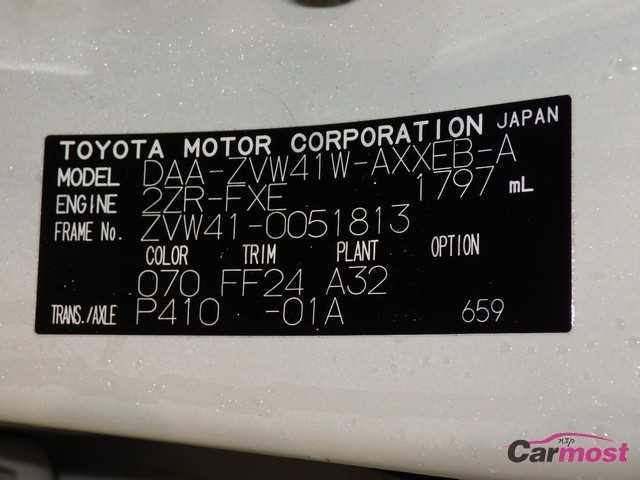 TOYOTA MOTOR CORPORATION JAPAN
MODEL DAA-ZVW41W-AXXEB-A
ENGINE 2ZR-FXE 1797 mL
FRAME No. ZVW41-0051813
COLOR TRIM PLANT OPTION
070 FF24 A32
TRANS./AXLE P410 -01A 659
Carmost